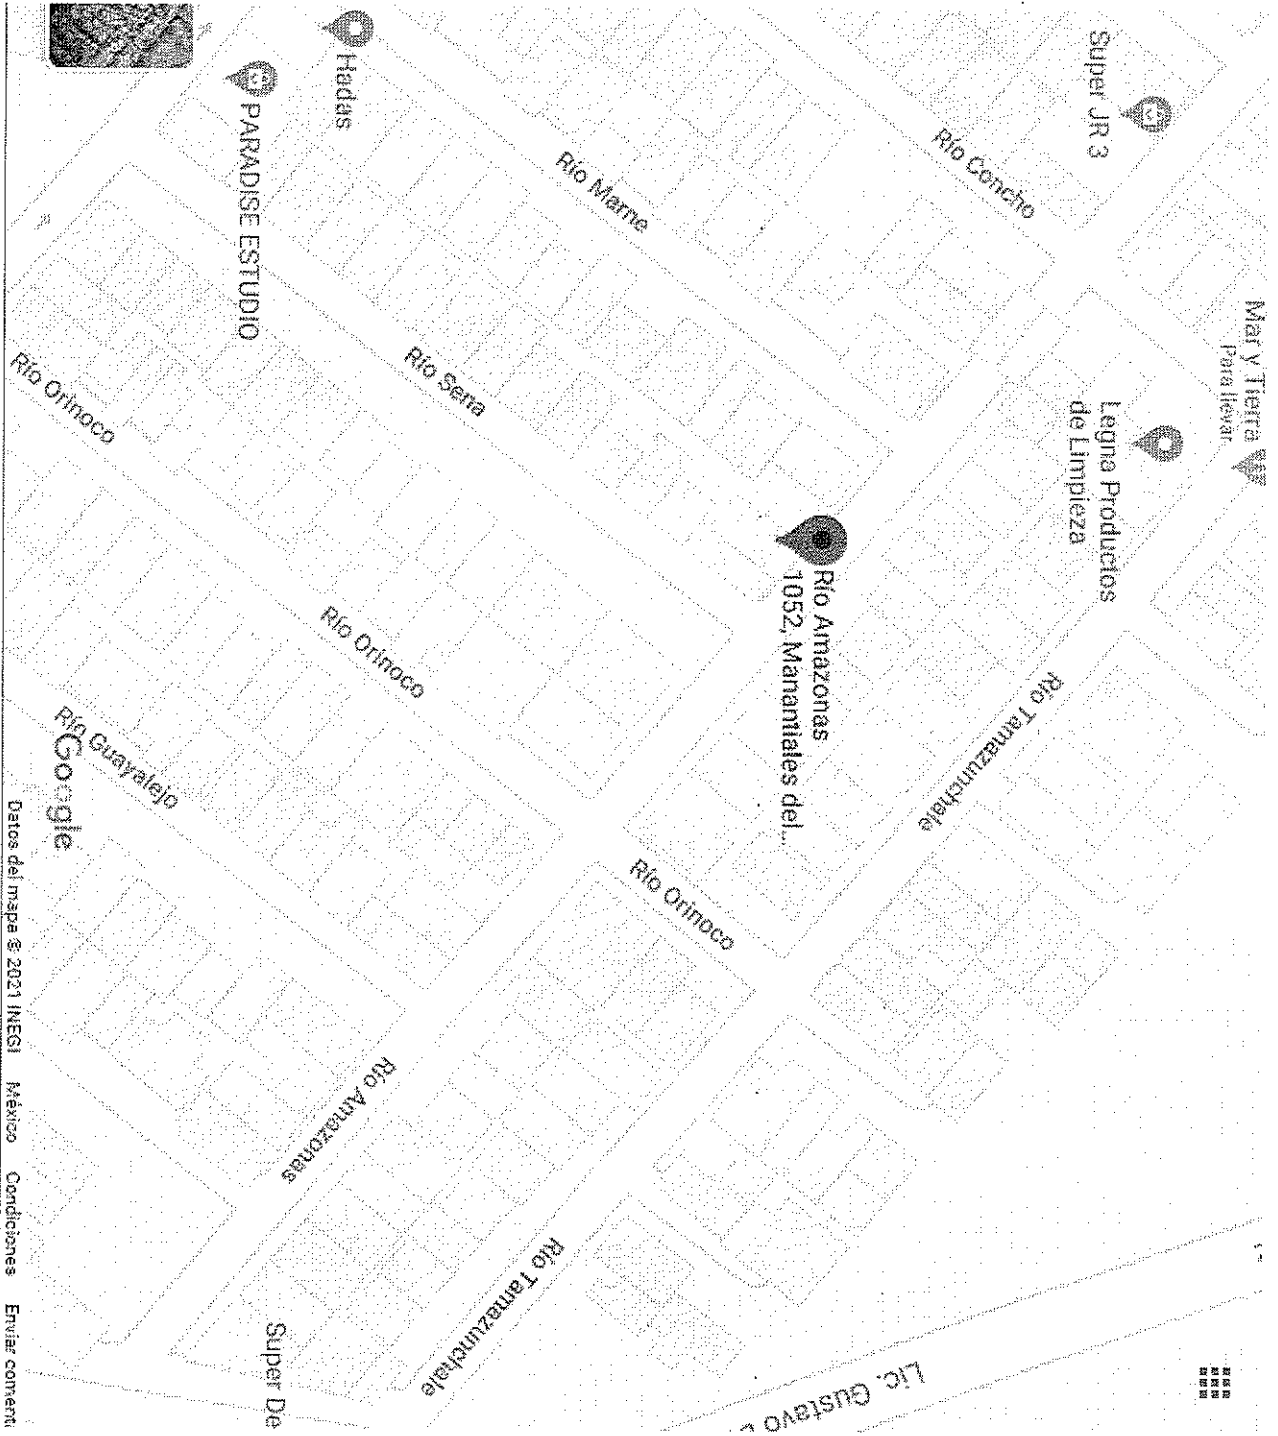 Mar y Tierra
Para llevar
Super JR 3
Legna Productos
de Limpieza
Río Concho
Río Tamazunchale
Río Marne
Río Amazonas
1052, Manantiales del...
Hadas
PARADISE ESTUDIO
Río Sena
Río Orinoco
Río Orinoco
Río Orinoco
Río Guayalejo
Google
Río Amazonas
Río Tamazunchale
Lic. Gustavo
Super De
Datos del mapa © 2021 INEGI México Condiciones Enviar coment